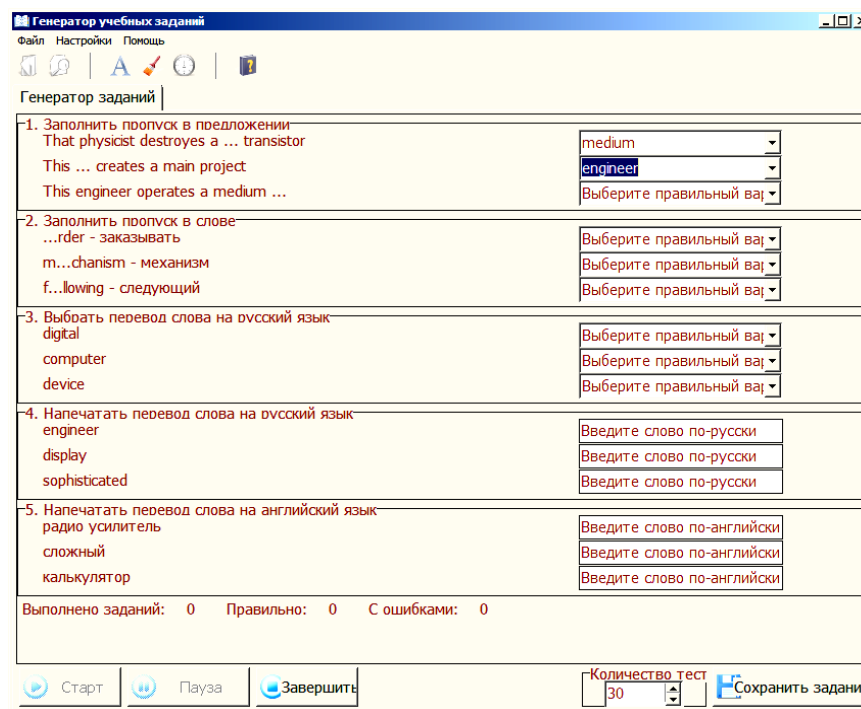 Генератор учебных заданий
Файл Настройки Помощь
Генератор заданий
1. Заполнить пропуск в предложении
That physicist destroyes a ... transistor medium
This ... creates a main project engineer
This engineer operates a medium ... Выберите правильный вар
2. Заполнить пропуск в слове
...rder - заказывать Выберите правильный вар
m...chanism - механизм Выберите правильный вар
f...llowing - следующий Выберите правильный вар
3. Выбрать перевод слова на русский язык
digital Выберите правильный вар
computer Выберите правильный вар
device Выберите правильный вар
4. Напечатать перевод слова на русский язык
engineer Введите слово по-русски
display Введите слово по-русски
sophisticated Введите слово по-русски
5. Напечатать перевод слова на английский язык
радио усилитель Введите слово по-английски
сложный Введите слово по-английски
калькулятор Введите слово по-английски
Выполнено заданий: 0 Правильно: 0 С ошибками: 0
Старт Пауза Завершить Количество тест 30 Сохранить задани